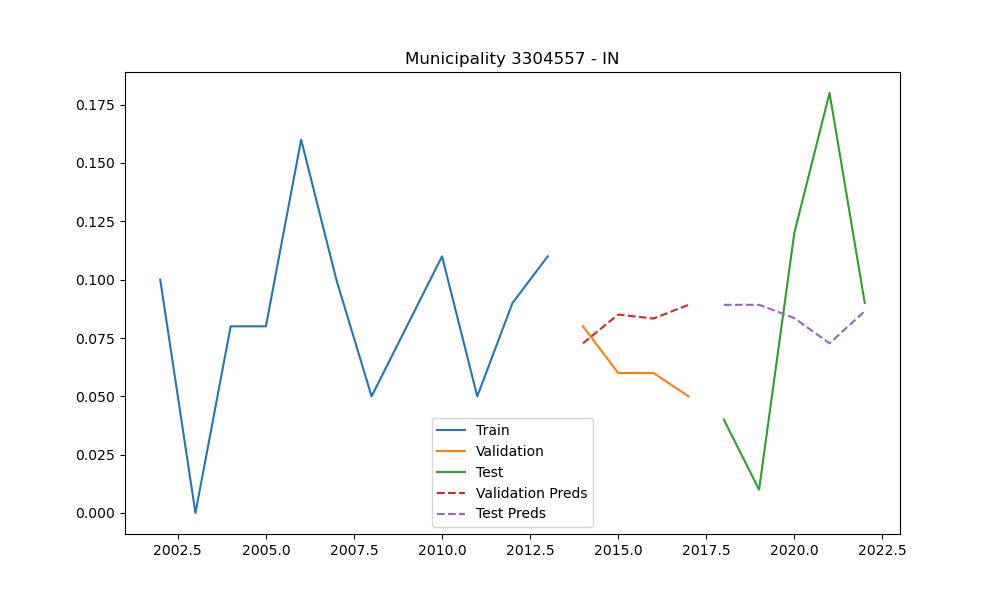 Municipality 3304557 - IN
0.175
0.150
0.125
0.100
0.075
0.050
0.025
0.000
Train
Validation
Test
Validation Preds
Test Preds
2002.5 2005.0 2007.5 2010.0 2012.5 2015.0 2017.5 2020.0 2022.5